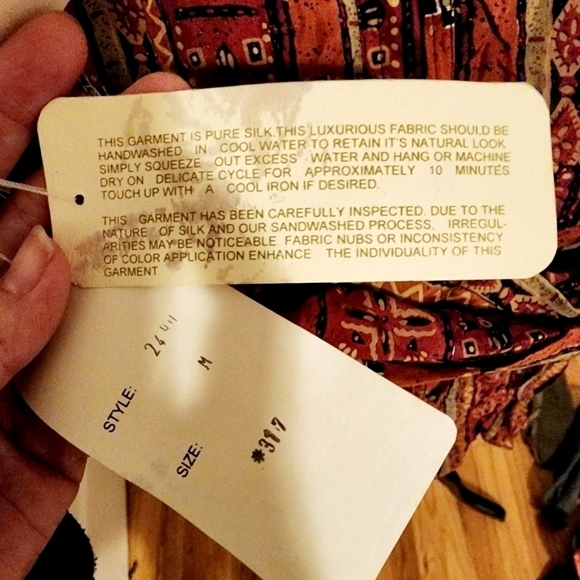 THIS GARMENT IS PURE SILK.THIS LUXURIOUS FABRIC SHOULD BE
HANDWASHED IN COOL WATER TO RETAIN IT'S NATURAL LOOK.
SIMPLY SQUEEZE OUT EXCESS WATER AND HANG OR MACHINE
DRY ON DELICATE CYCLE FOR APPROXIMATELY 10 MINUTES.
TOUCH UP WITH A COOL IRON IF DESIRED.
THIS GARMENT HAS BEEN CAREFULLY INSPECTED. DUE TO THE
NATURE OF SILK AND OUR SANDWASHED PROCESS, IRREGUL-
ARITIES MAY BE NOTICEABLE. FABRIC NUBS OR INCONSISTENCY
OF COLOR APPLICATION ENHANCE THE INDIVIDUALITY OF THIS
GARMENT
STYLE: 2411
SIZE: M
#387